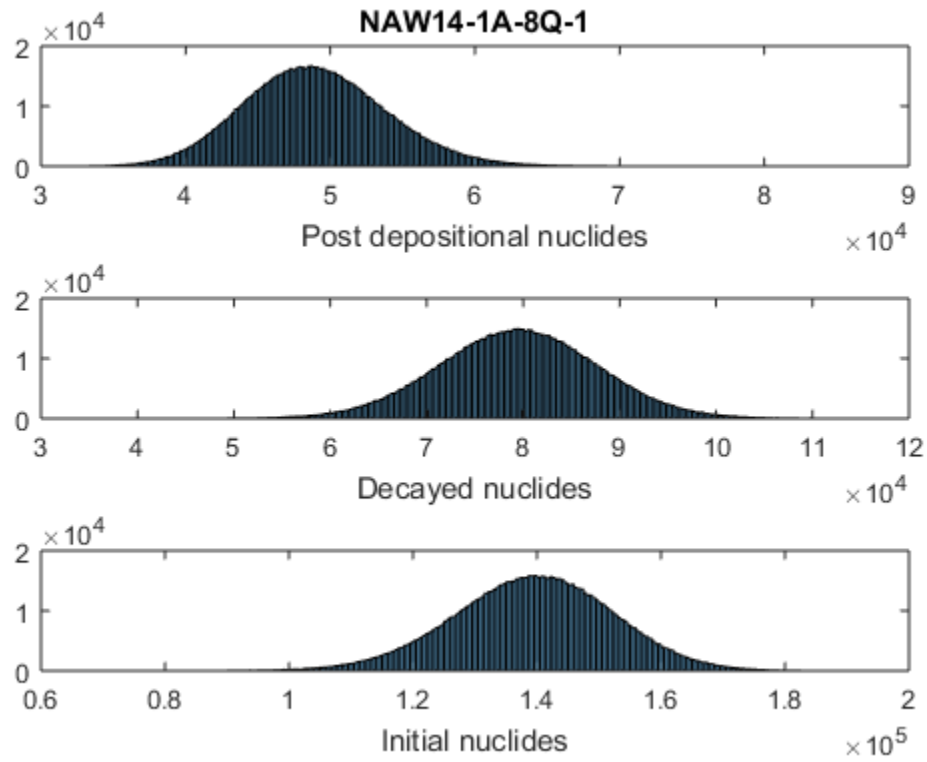 NAW14-1A-8Q-1
×10⁴
2
1
0
3 4 5 6 7 8 9
Post depositional nuclides
×10⁴
×10⁴
2
1
0
3 4 5 6 7 8 9 10 11 12
Decayed nuclides
×10⁴
×10⁴
2
1
0
0.6 0.8 1 1.2 1.4 1.6 1.8 2
Initial nuclides
×10⁵